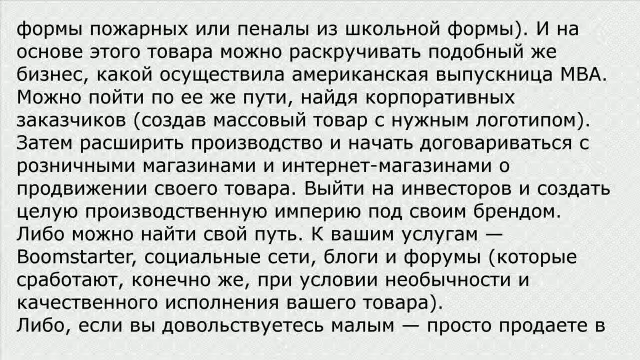 формы пожарных или пеналы из школьной формы). И на
основе этого товара можно раскручивать подобный же
бизнес, какой осуществила американская выпускница MBA.
Можно пойти по ее же пути, найдя корпоративных
заказчиков (создав массовый товар с нужным логотипом).
Затем расширить производство и начать договариваться с
розничными магазинами и интернет-магазинами о
продвижении своего товара. Выйти на инвесторов и создать
целую производственную империю под своим брендом.
Либо можно найти свой путь. К вашим услугам —
Boomstarter, социальные сети, блоги и форумы (которые
сработают, конечно же, при условии необычности и
качественного исполнения вашего товара).
Либо, если вы довольствуетесь малым — просто продаете в